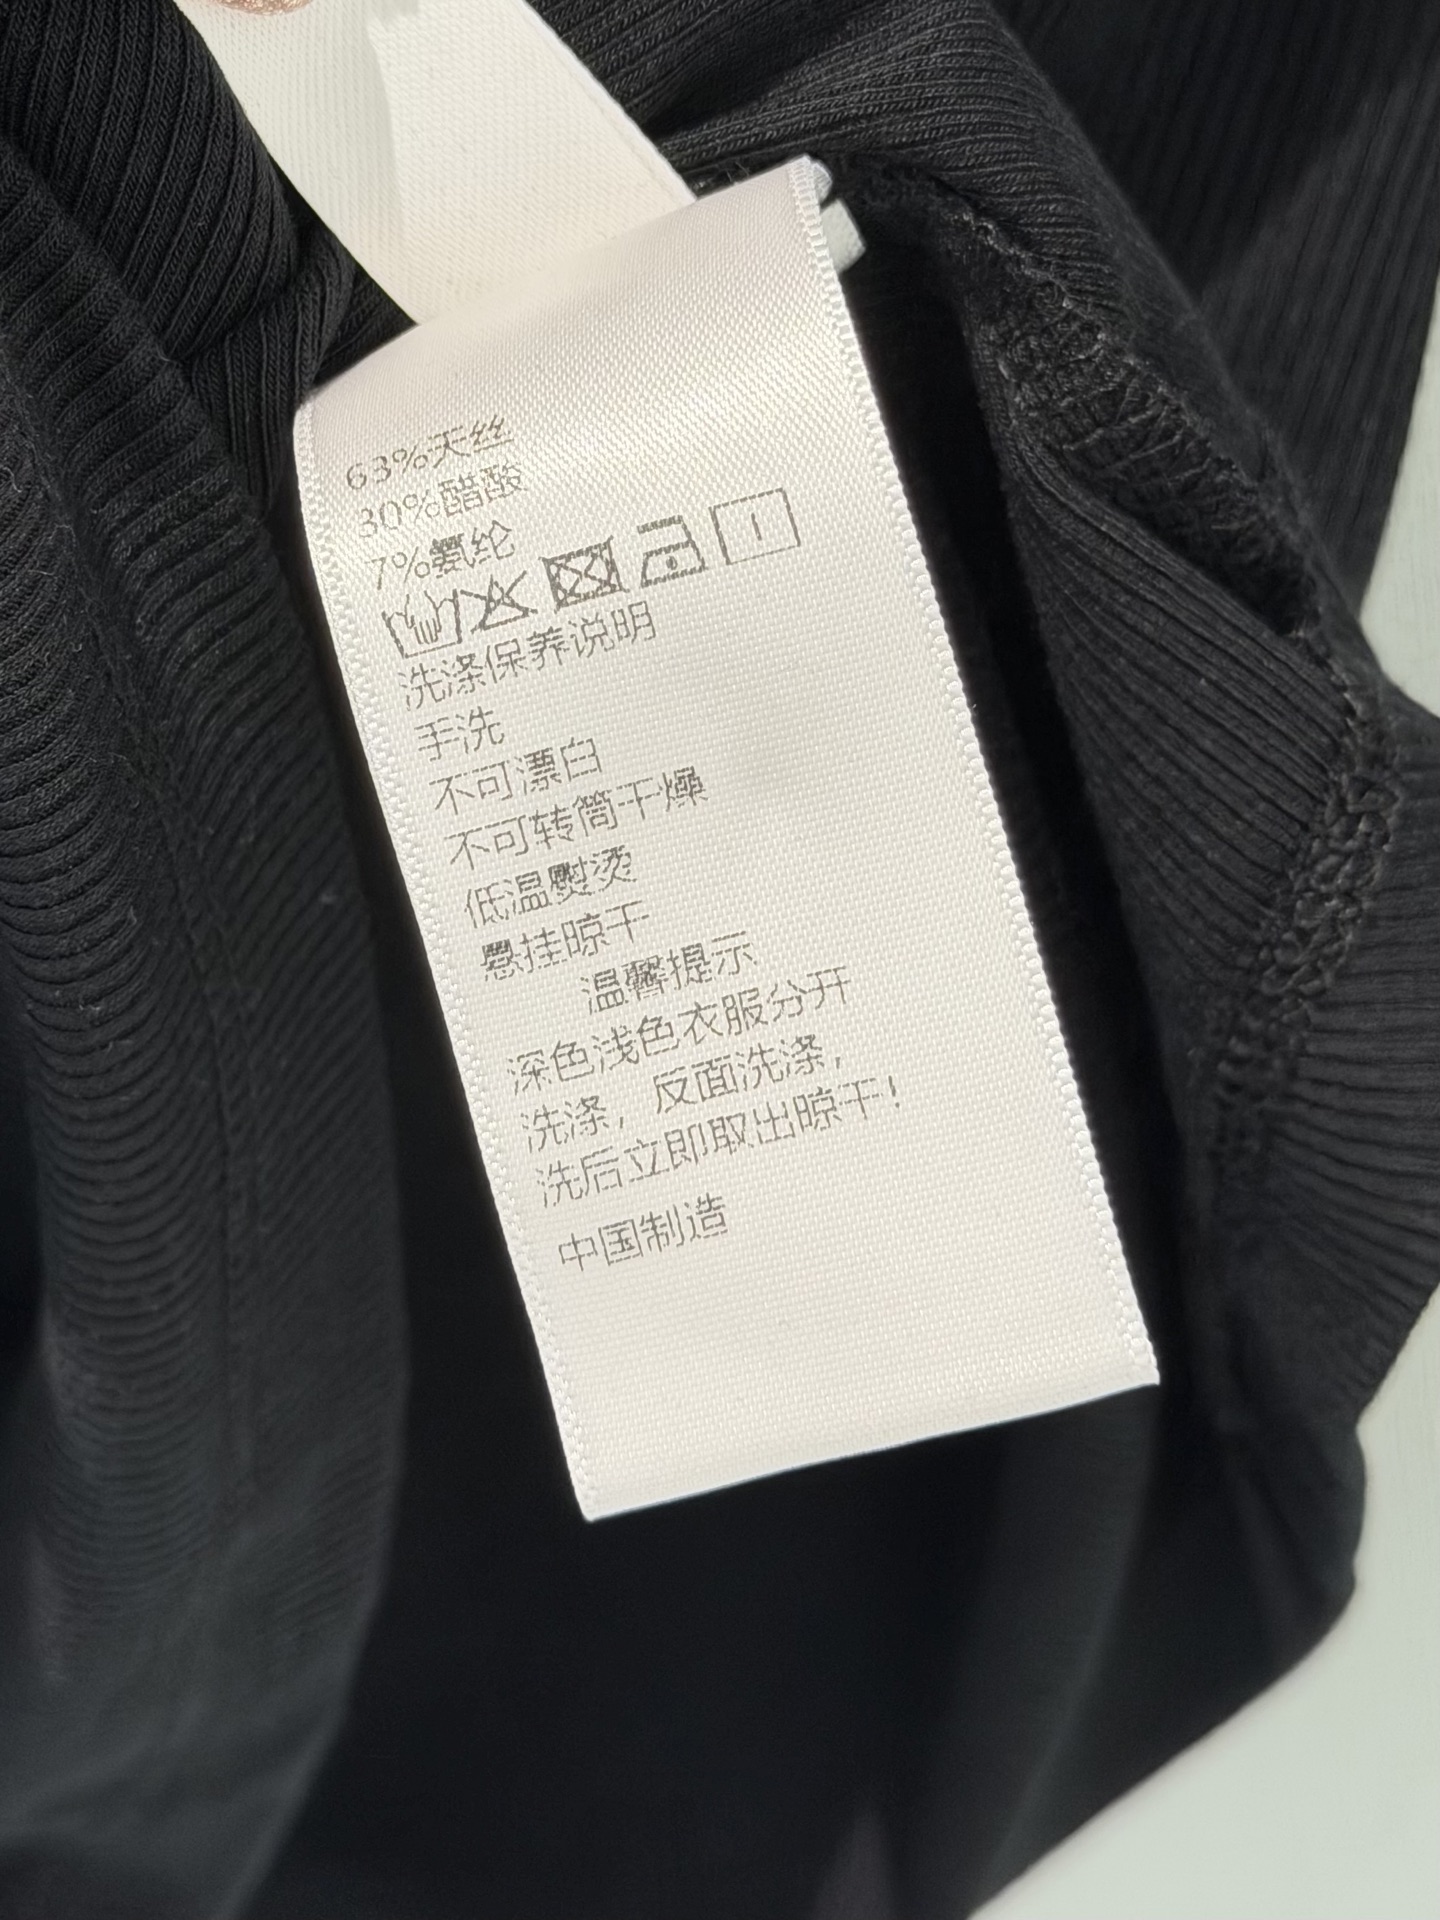 63%天丝
30%醋酸
7%氨纶
洗涤保养说明
手洗
不可漂白
不可转筒干燥
低温熨烫
悬挂晾干
温馨提示
深色浅色衣服分开
洗涤，反面洗涤，
洗后立即取出晾干！
中国制造